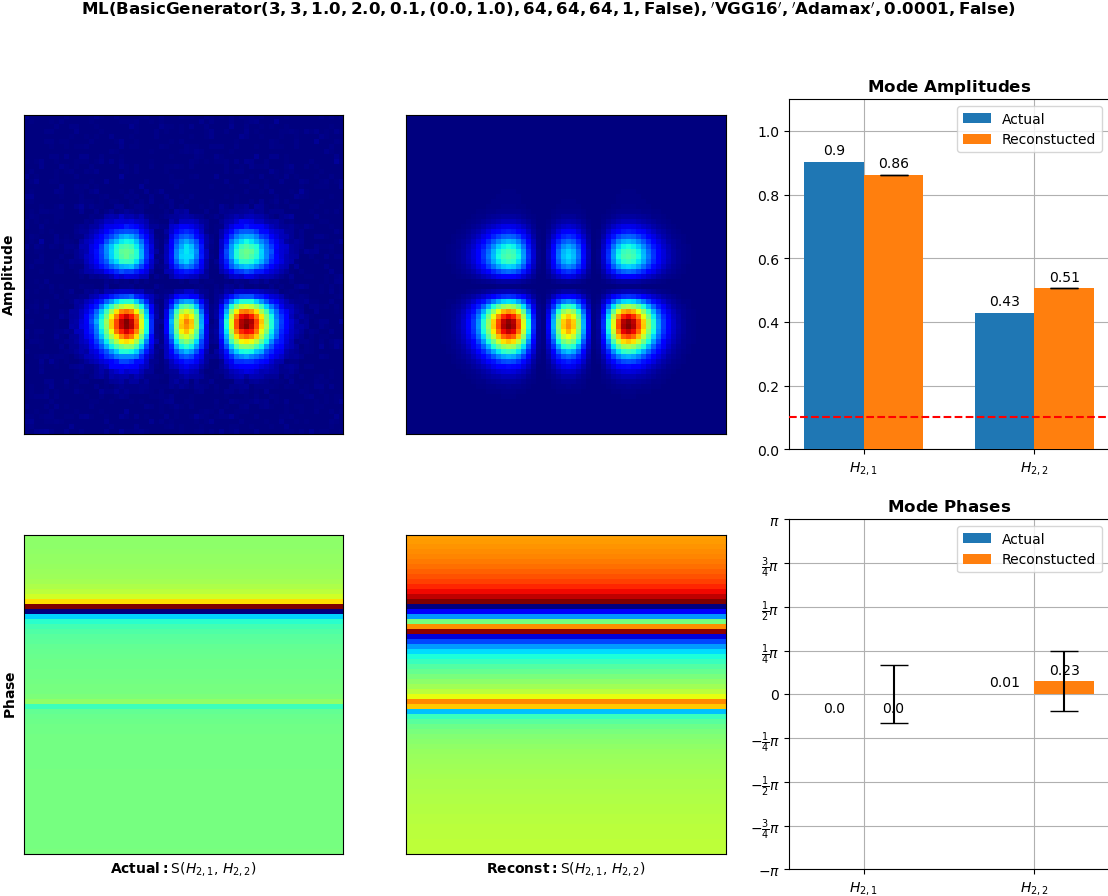 ML(BasicGenerator(3, 3, 1.0, 2.0, 0.1, (0.0, 1.0), 64, 64, 64, 1, False), 'VGG16', 'Adamax', 0.0001, False)
Amplitude
Mode Amplitudes
Actual
Reconstucted
1.0
0.8
0.6
0.4
0.2
0.0
0.9
0.86
0.43
0.51
H2,1
H2,2
Phase
Actual: S(H2,1, H2,2)
Reconst: S(H2,1, H2,2)
Mode Phases
Actual
Reconstucted
π
3/4π
1/2π
1/4π
0
−1/4π
−1/2π
−3/4π
−π
0.0
0.0
0.01
0.23
H2,1
H2,2